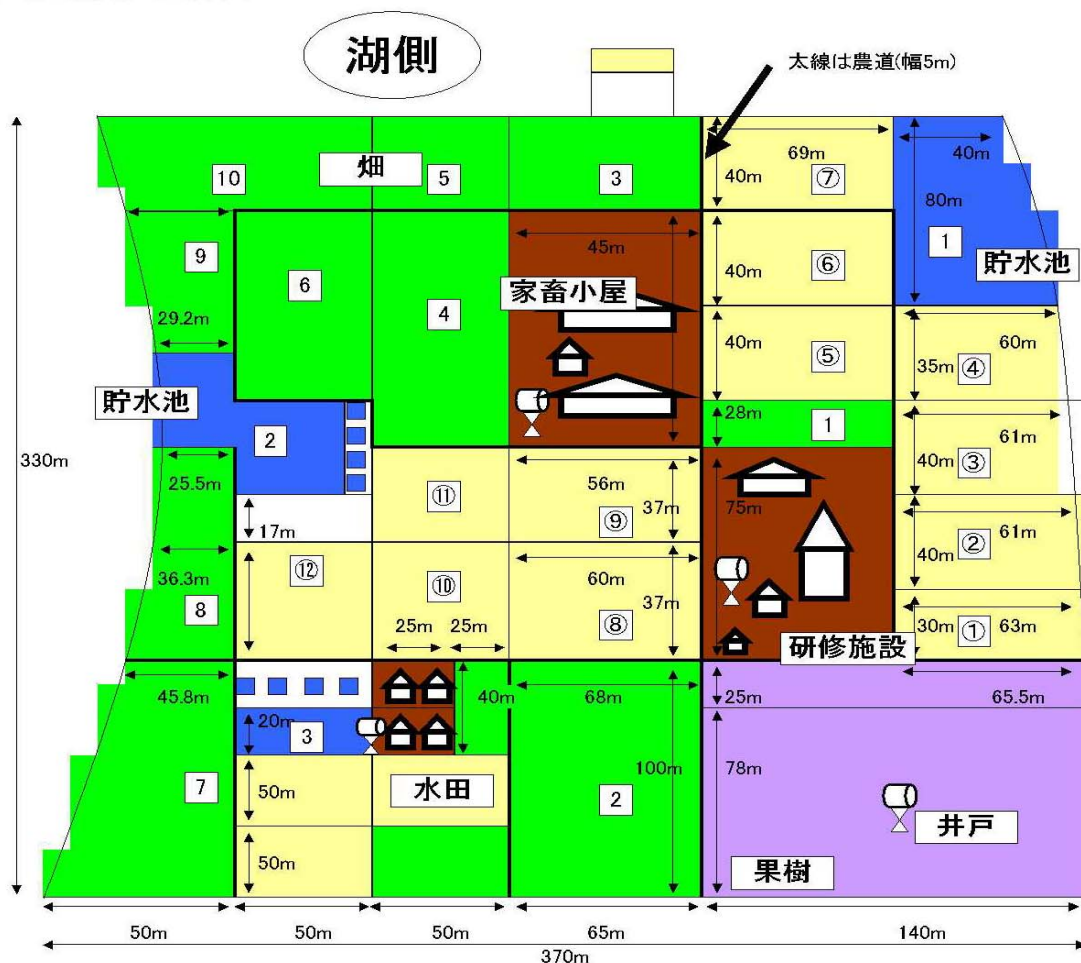 湖側
太線は農道(幅5m)
69m
40m
10
畑
5
3
40m
⑦
80m
9
6
4
45m
40m
⑥
1
貯水池
家畜小屋
29.2m
40m
⑤
60m
35m
④
貯水池
2
28m
1
61m
40m
③
330m
25.5m
⑪
56m
37m
⑨
75m
17m
61m
40m
②
36.3m
⑫
⑩
60m
37m
8
25m
25m
⑧
30m
①
63m
研修施設
45.8m
40m
68m
25m
65.5m
20m
3
7
50m
水田
100m
2
78m
井戸
50m
果樹
50m
50m
50m
65m
140m
370m